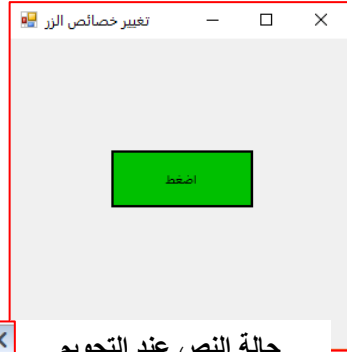 تغيير خصائص الزر
اضغط
حالة النص عند التحويم